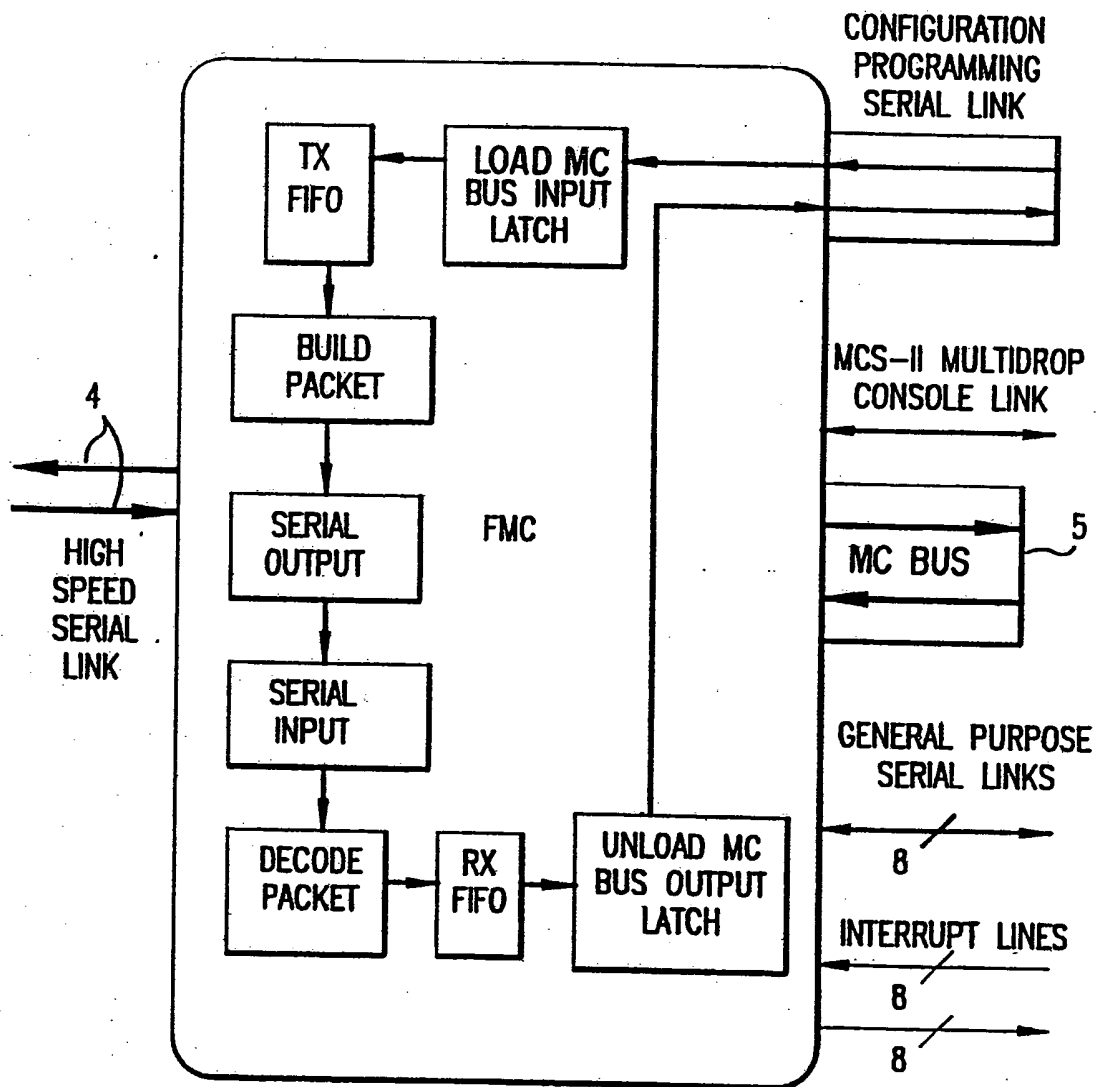 CONFIGURATION
PROGRAMMING
SERIAL LINK
TX
FIFO
LOAD MC
BUS INPUT
LATCH
BUILD
PACKET
MCS-II MULTIDROP
CONSOLE LINK
4
SERIAL
OUTPUT
FMC
5
MC BUS
HIGH
SPEED
SERIAL
LINK
SERIAL
INPUT
GENERAL PURPOSE
SERIAL LINKS
8
DECODE
PACKET
RX
FIFO
UNLOAD MC
BUS OUTPUT
LATCH
INTERRUPT LINES
8
8